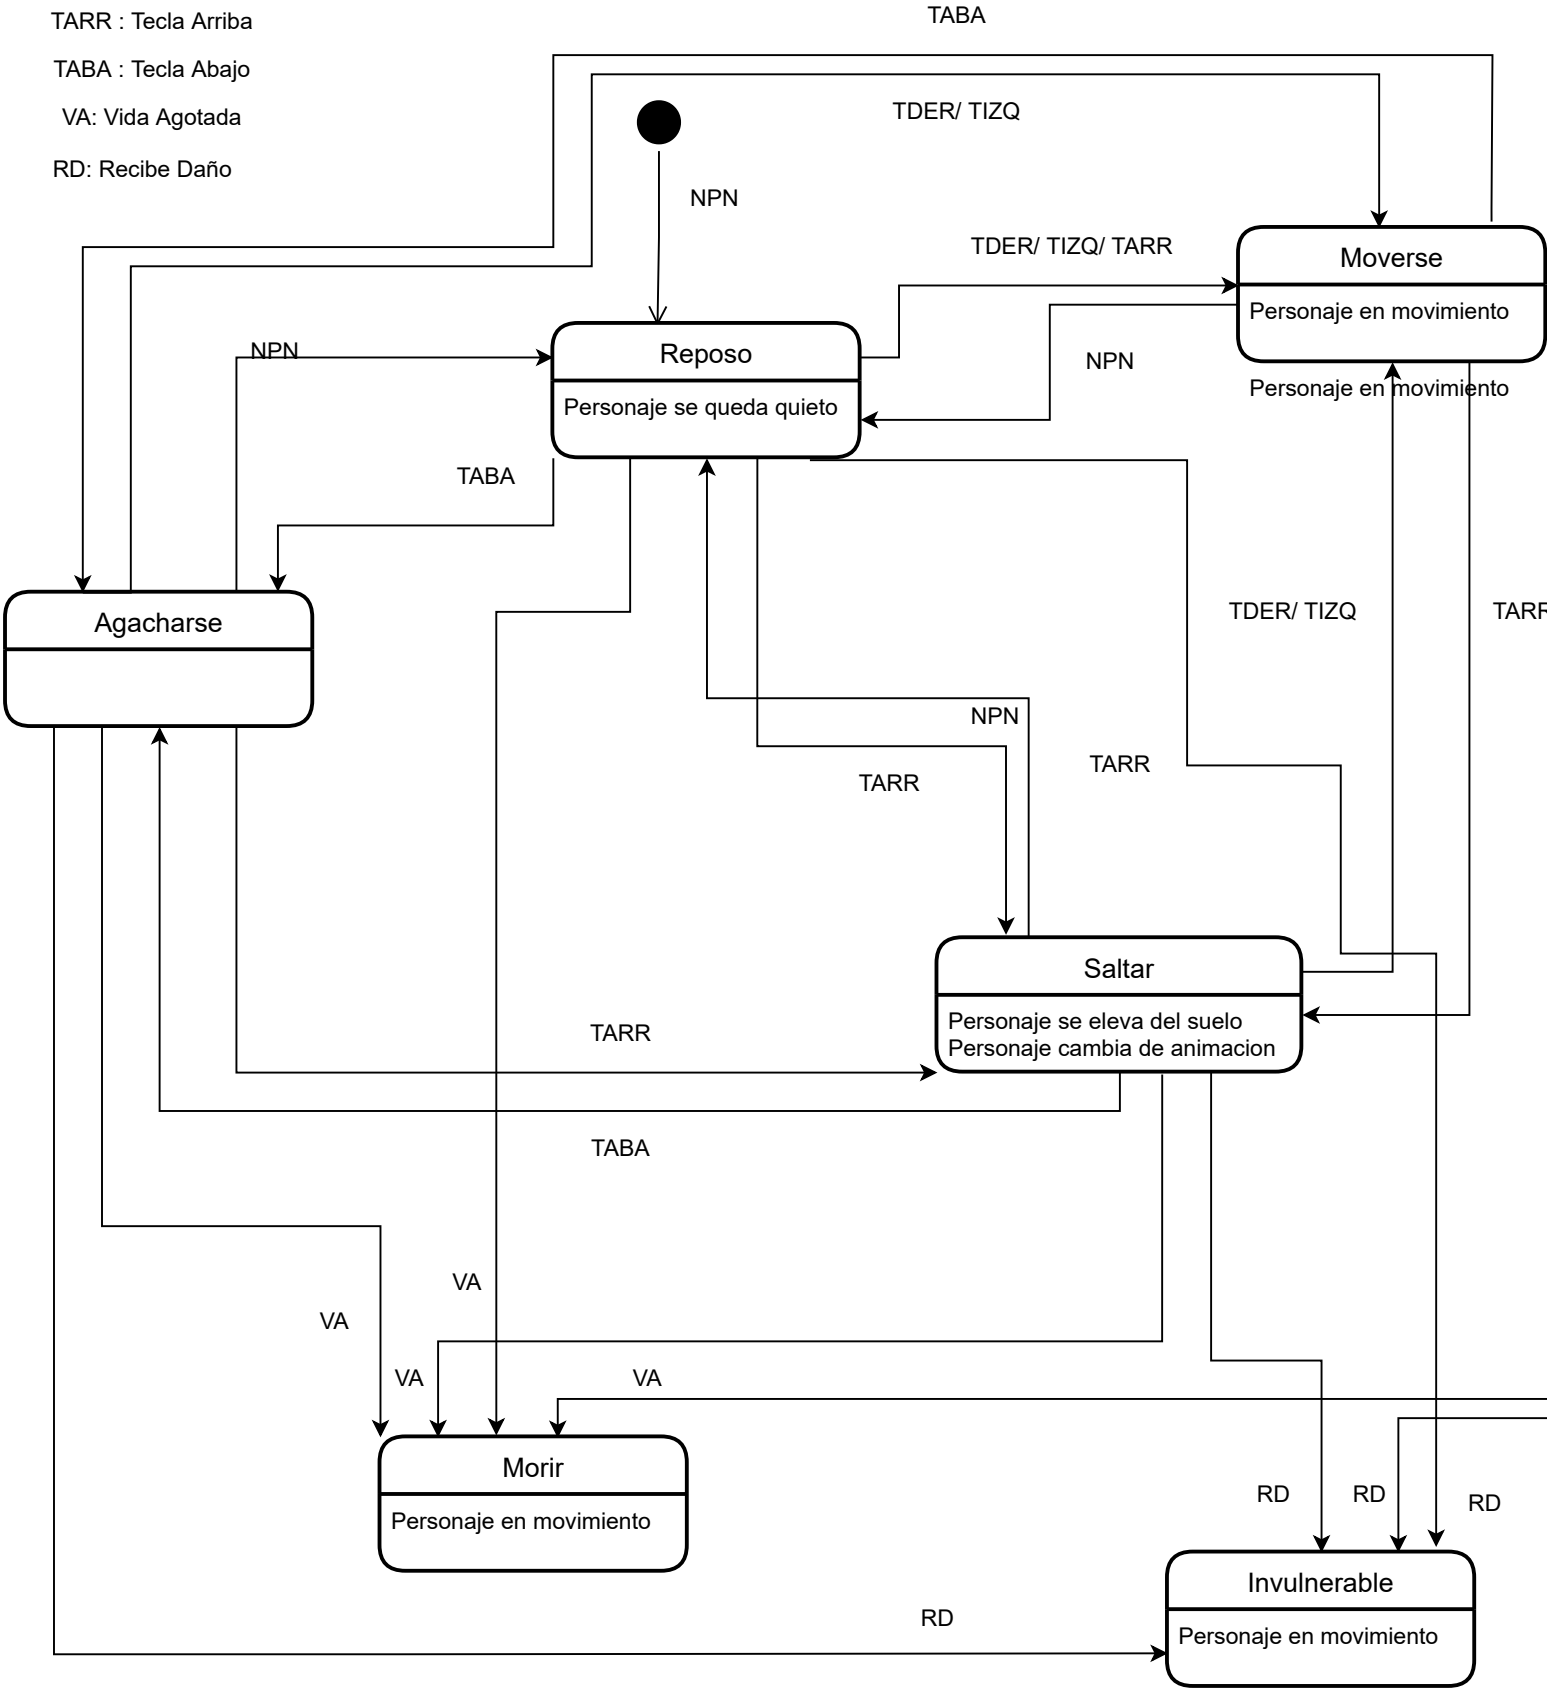 TARR : Tecla Arriba
TABA : Tecla Abajo
VA: Vida Agotada
RD: Recibe Daño
TABA
TDER/ TIZQ
NPN
TDER/ TIZQ/ TARR
Moverse
Personaje en movimiento
NPN
Reposo
NPN
Personaje en movimiento
Personaje se queda quieto
TABA
Agacharse
TDER/ TIZQ
TARR
NPN
TARR
TARR
Saltar
Personaje se eleva del suelo
Personaje cambia de animacion
TARR
TABA
VA
VA
VA
VA
Morir
Personaje en movimiento
RD
RD
RD
Invulnerable
Personaje en movimiento
RD